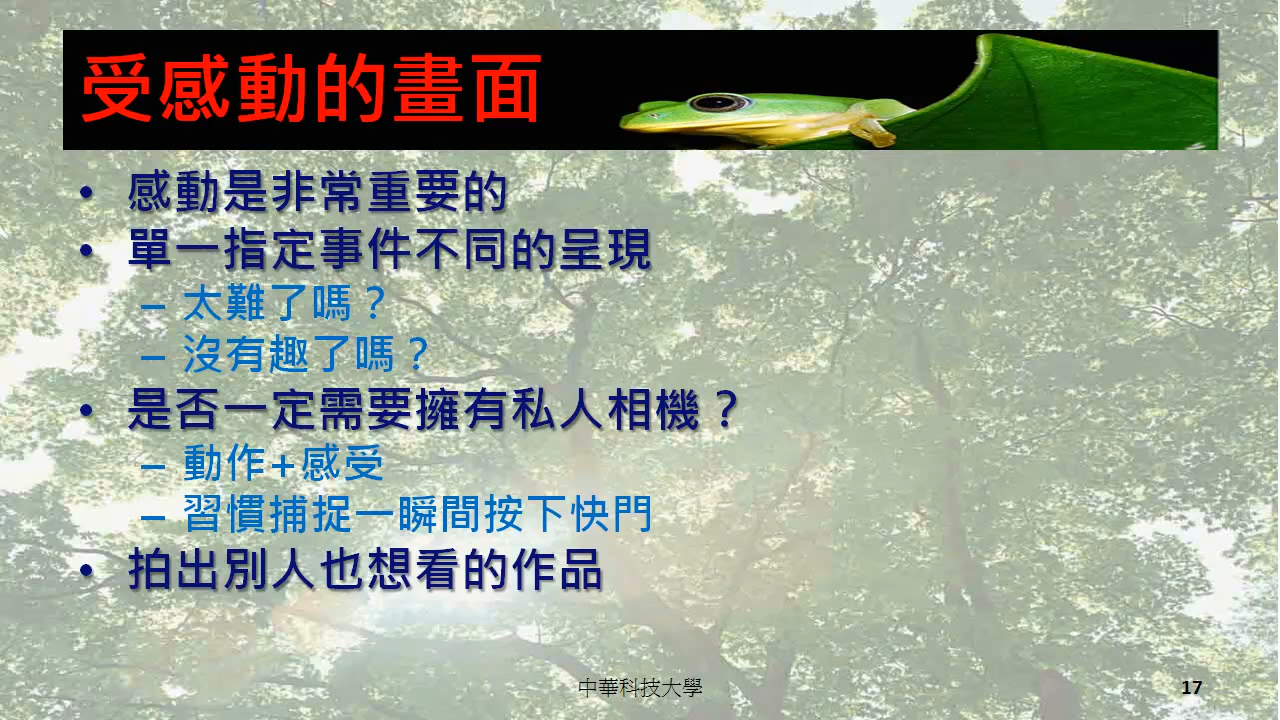 受感動的畫面
• 感動是非常重要的
• 單一指定事件不同的呈現
– 太難了嗎？
– 沒有趣了嗎？
• 是否一定需要擁有私人相機？
– 動作+感受
– 習慣捕捉一瞬間按下快門
• 拍出別人也想看的作品
中華科技大學
17